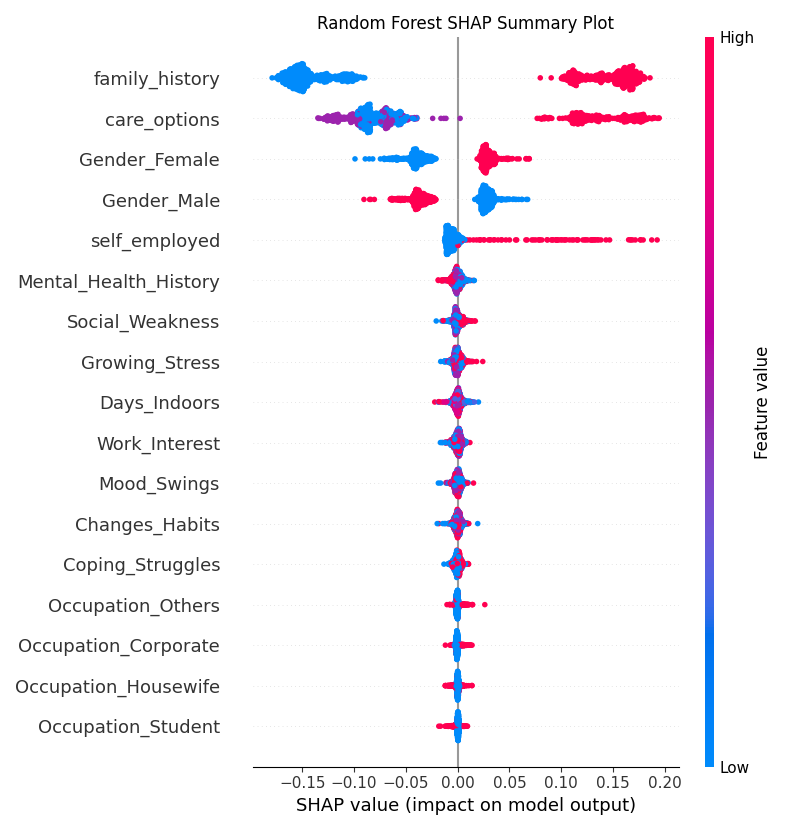 Random Forest SHAP Summary Plot
High
family_history
care_options
Gender_Female
Gender_Male
self_employed
Mental_Health_History
Social_Weakness
Growing_Stress
Days_Indoors
Work_Interest
Mood_Swings
Changes_Habits
Coping_Struggles
Occupation_Others
Occupation_Corporate
Occupation_Housewife
Occupation_Student
Feature value
Low
−0.15 −0.10 −0.05 0.00 0.05 0.10 0.15 0.20
SHAP value (impact on model output)